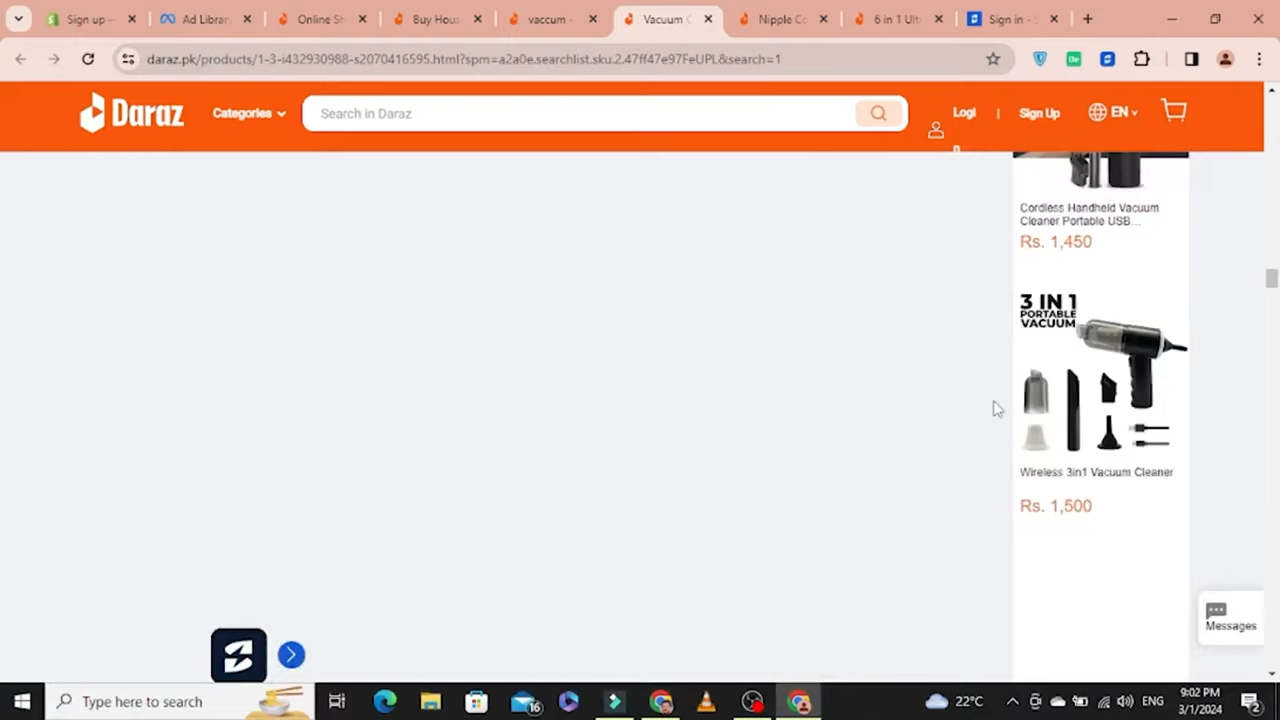 Sign up –
Ad Librar
Online Sh
Buy Hous
vaccum -
Vacuum C
Nipple Co
6 in 1 Ult
Sign in - S
daraz.pk/products/1-3-i432930988-s2070416595.html?spm=a2a0e.searchlist.sku.2.47ff47e97FeUPL&search=1
Daraz
Categories
Search in Daraz
Logi
|
Sign Up
EN
Cordless Handheld Vacuum
Cleaner Portable USB...
Rs. 1,450
3 IN 1
PORTABLE
VACUUM
Wireless 3in1 Vacuum Cleaner
Rs. 1,500
Messages
Type here to search
16
22°C
ENG
9:02 PM
3/1/2024
2